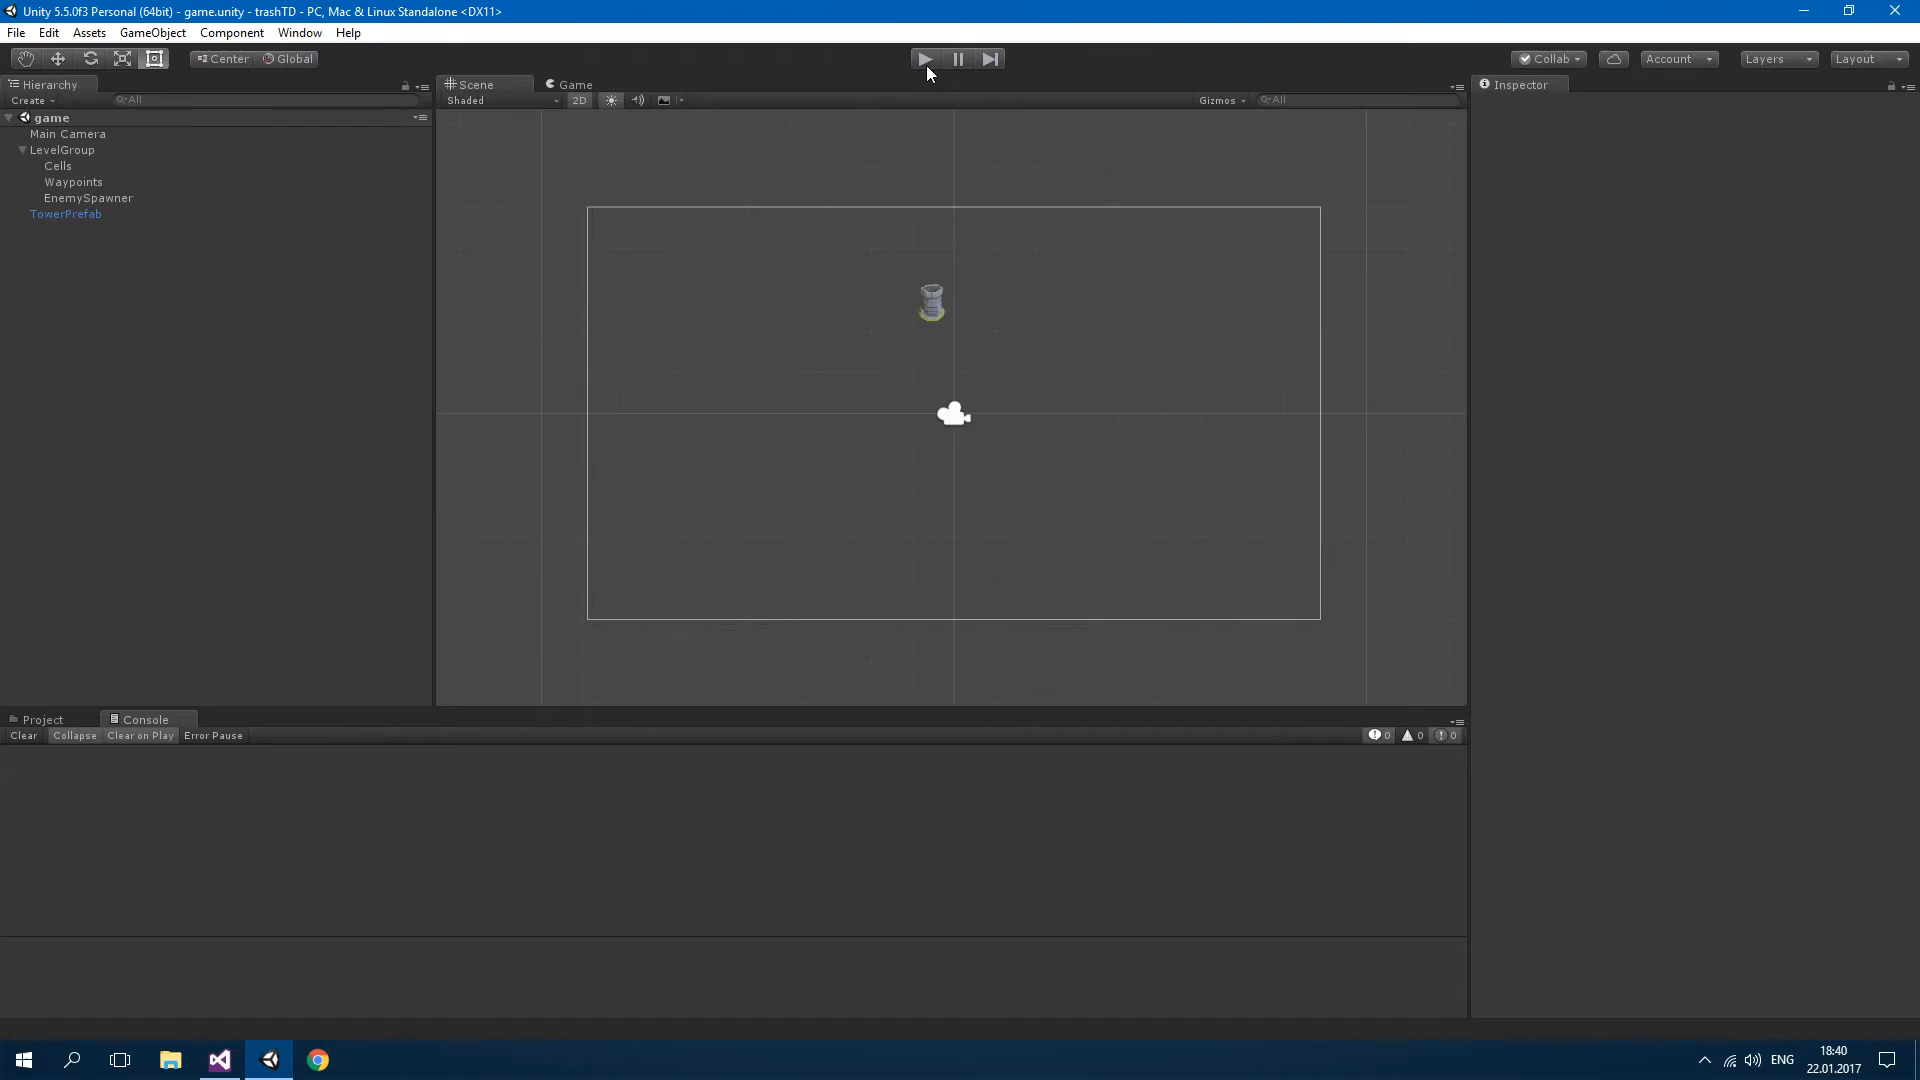 Unity 5.5.0f3 Personal (64bit) - game.unity - trashTD - PC, Mac & Linux Standalone <DX11>
File Edit Assets GameObject Component Window Help
Center Global Collab Account Layers Layout
Hierarchy Scene Game Inspector
Create All Shaded 2D Gizmos All
game
Main Camera
LevelGroup
Cells
Waypoints
EnemySpawner
TowerPrefab
Project Console
Clear Collapse Clear on Play Error Pause 0 0 0
ENG 18:40
22.01.2017